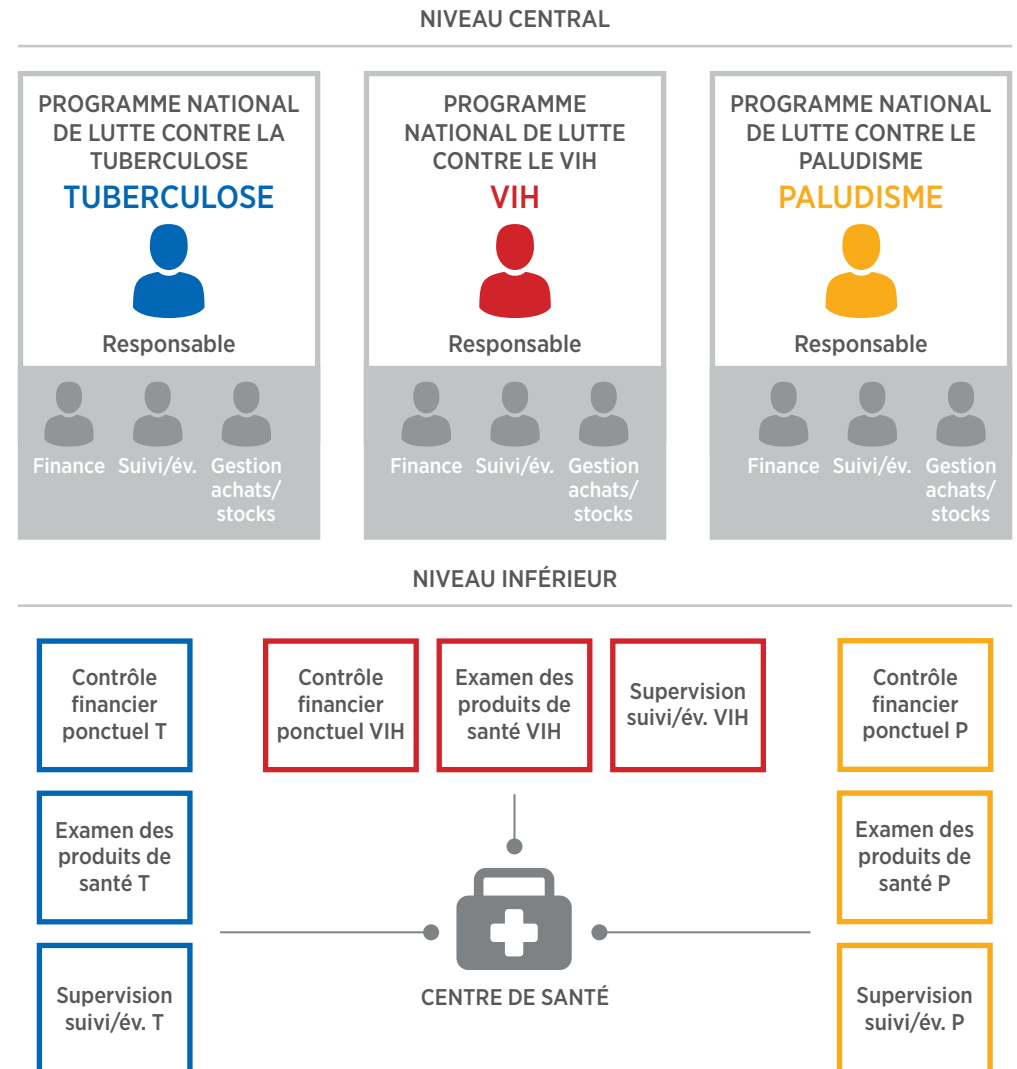 NIVEAU CENTRAL
PROGRAMME NATIONAL
DE LUTTE CONTRE LA
TUBERCULOSE
TUBERCULOSE
Responsable
Finance
Suivi/év.
Gestion
achats/
stocks
PROGRAMME
NATIONAL DE LUTTE
CONTRE LE VIH
VIH
Responsable
Finance
Suivi/év.
Gestion
achats/
stocks
PROGRAMME NATIONAL
DE LUTTE CONTRE LE
PALUDISME
PALUDISME
Responsable
Finance
Suivi/év.
Gestion
achats/
stocks
NIVEAU INFÉRIEUR
Contrôle
financier
ponctuel T
Examen des
produits de
santé T
Supervision
suivi/év. T
Contrôle
financier
ponctuel VIH
Examen des
produits de
santé VIH
Supervision
suivi/év. VIH
CENTRE DE SANTÉ
Contrôle
financier
ponctuel P
Examen des
produits de
santé P
Supervision
suivi/év. P